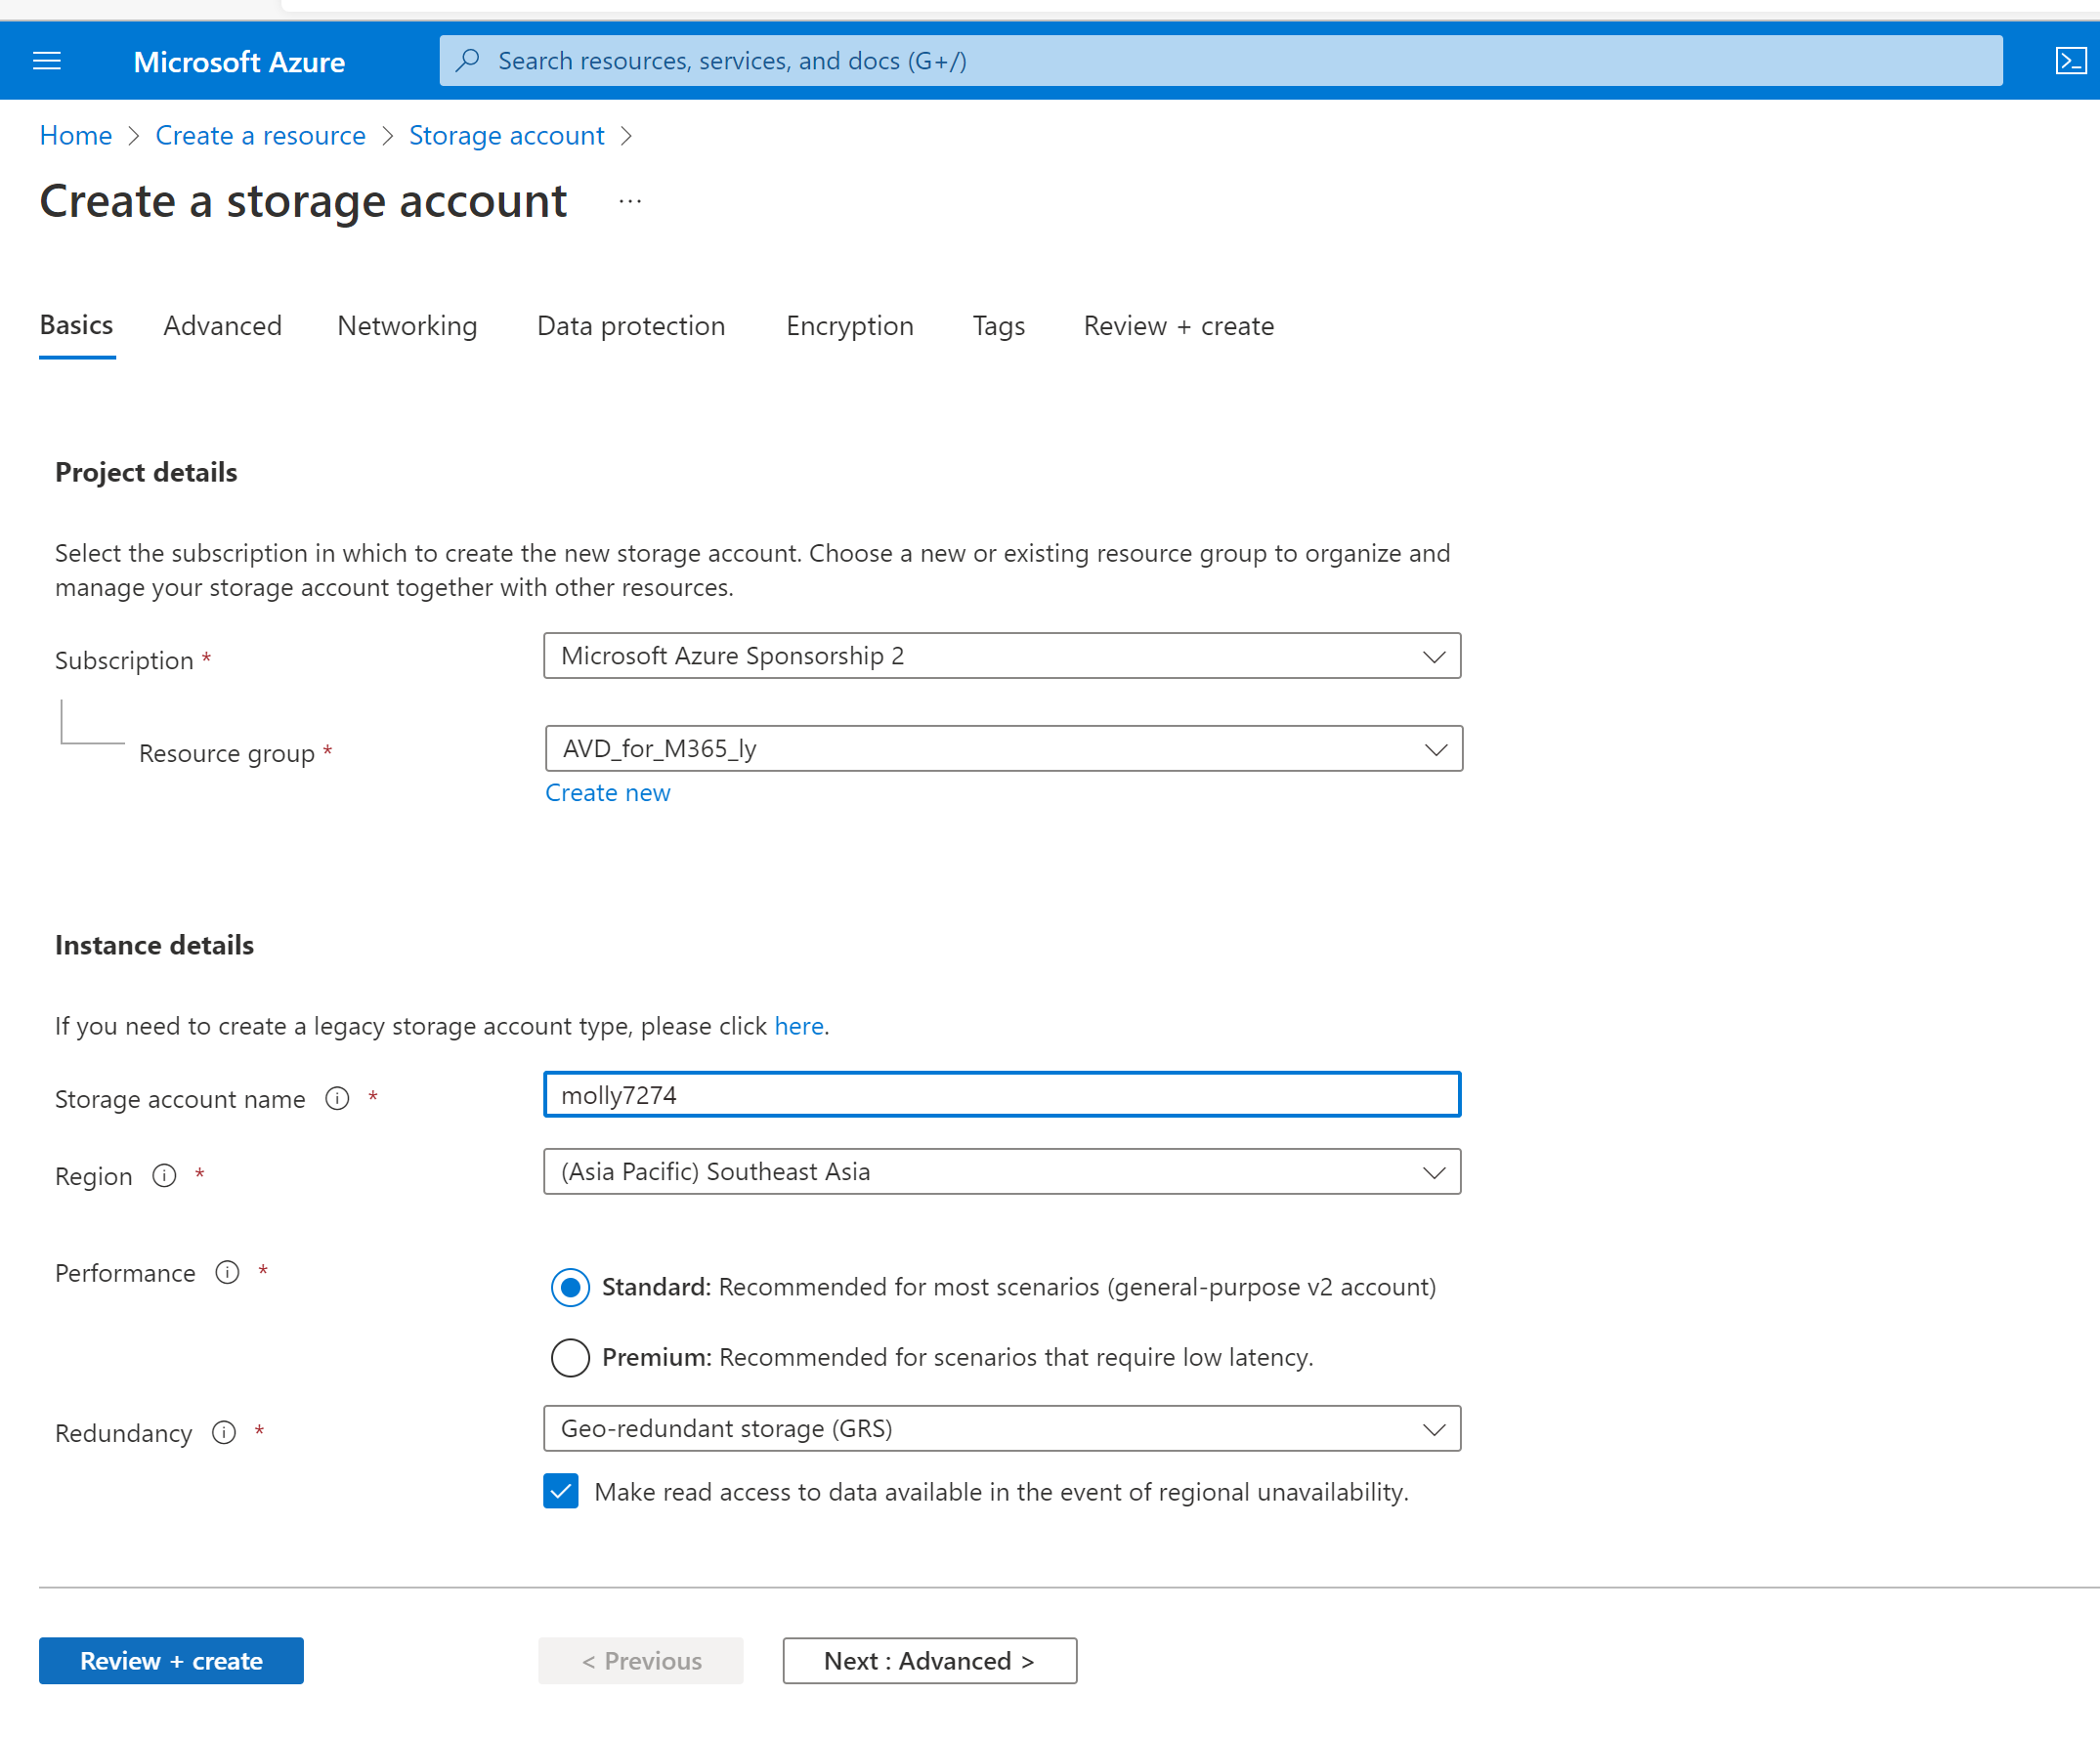 Microsoft Azure
Search resources, services, and docs (G+/)
Home > Create a resource > Storage account >
Create a storage account ...
Basics Advanced Networking Data protection Encryption Tags Review + create
Project details
Select the subscription in which to create the new storage account. Choose a new or existing resource group to organize and
manage your storage account together with other resources.
Subscription * Microsoft Azure Sponsorship 2
Resource group * AVD_for_M365_ly
Create new
Instance details
If you need to create a legacy storage account type, please click here.
Storage account name * molly7274
Region * (Asia Pacific) Southeast Asia
Performance *
Standard: Recommended for most scenarios (general-purpose v2 account)
Premium: Recommended for scenarios that require low latency.
Redundancy * Geo-redundant storage (GRS)
Make read access to data available in the event of regional unavailability.
Review + create < Previous Next : Advanced >